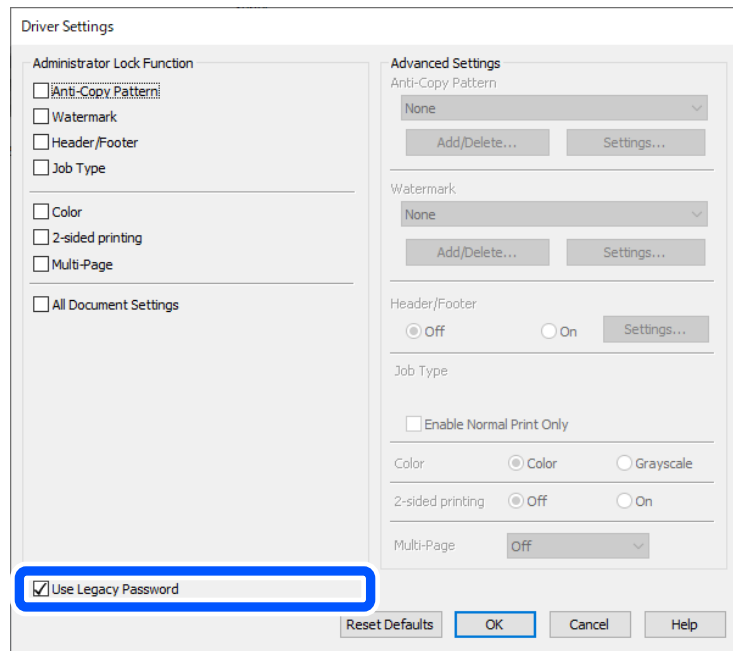 Driver Settings
Administrator Lock Function
Anti-Copy Pattern
Watermark
Header/Footer
Job Type
Color
2-sided printing
Multi-Page
All Document Settings
Use Legacy Password
Advanced Settings
Anti-Copy Pattern
None
Add/Delete... Settings...
Watermark
None
Add/Delete... Settings...
Header/Footer
Off On Settings...
Job Type
Enable Normal Print Only
Color Color Grayscale
2-sided printing Off On
Multi-Page Off
Reset Defaults OK Cancel Help